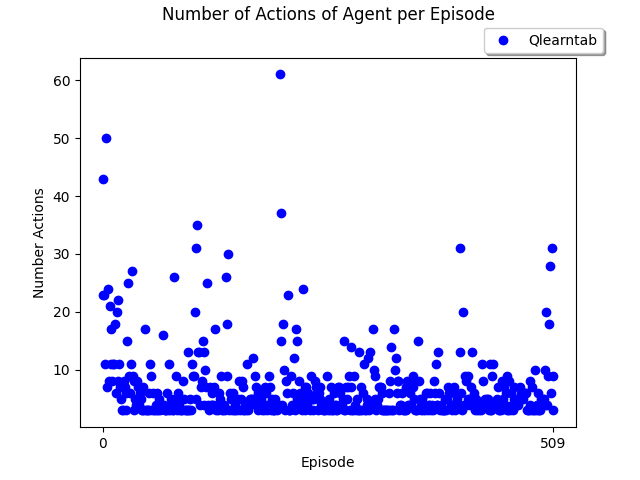 Number of Actions of Agent per Episode
Qlearntab
60
50
40
30
20
10
Number Actions
0
509
Episode